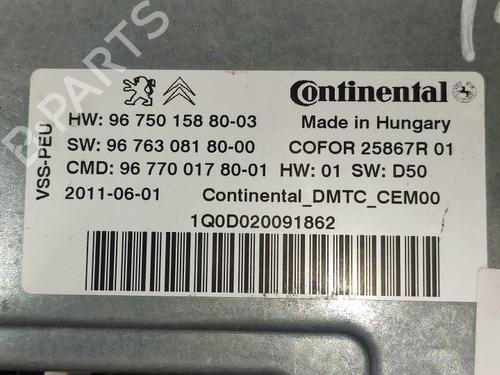 B-PARTS
Continental
HW: 96 750 158 80-03 Made in Hungary
SW: 96 763 081 80-00 COFOR 25867R 01
CMD: 96 770 017 80-01 HW: 01 SW: D50
2011-06-01 Continental_DMTC_CEM00
1Q0D020091862
VSS-PEU